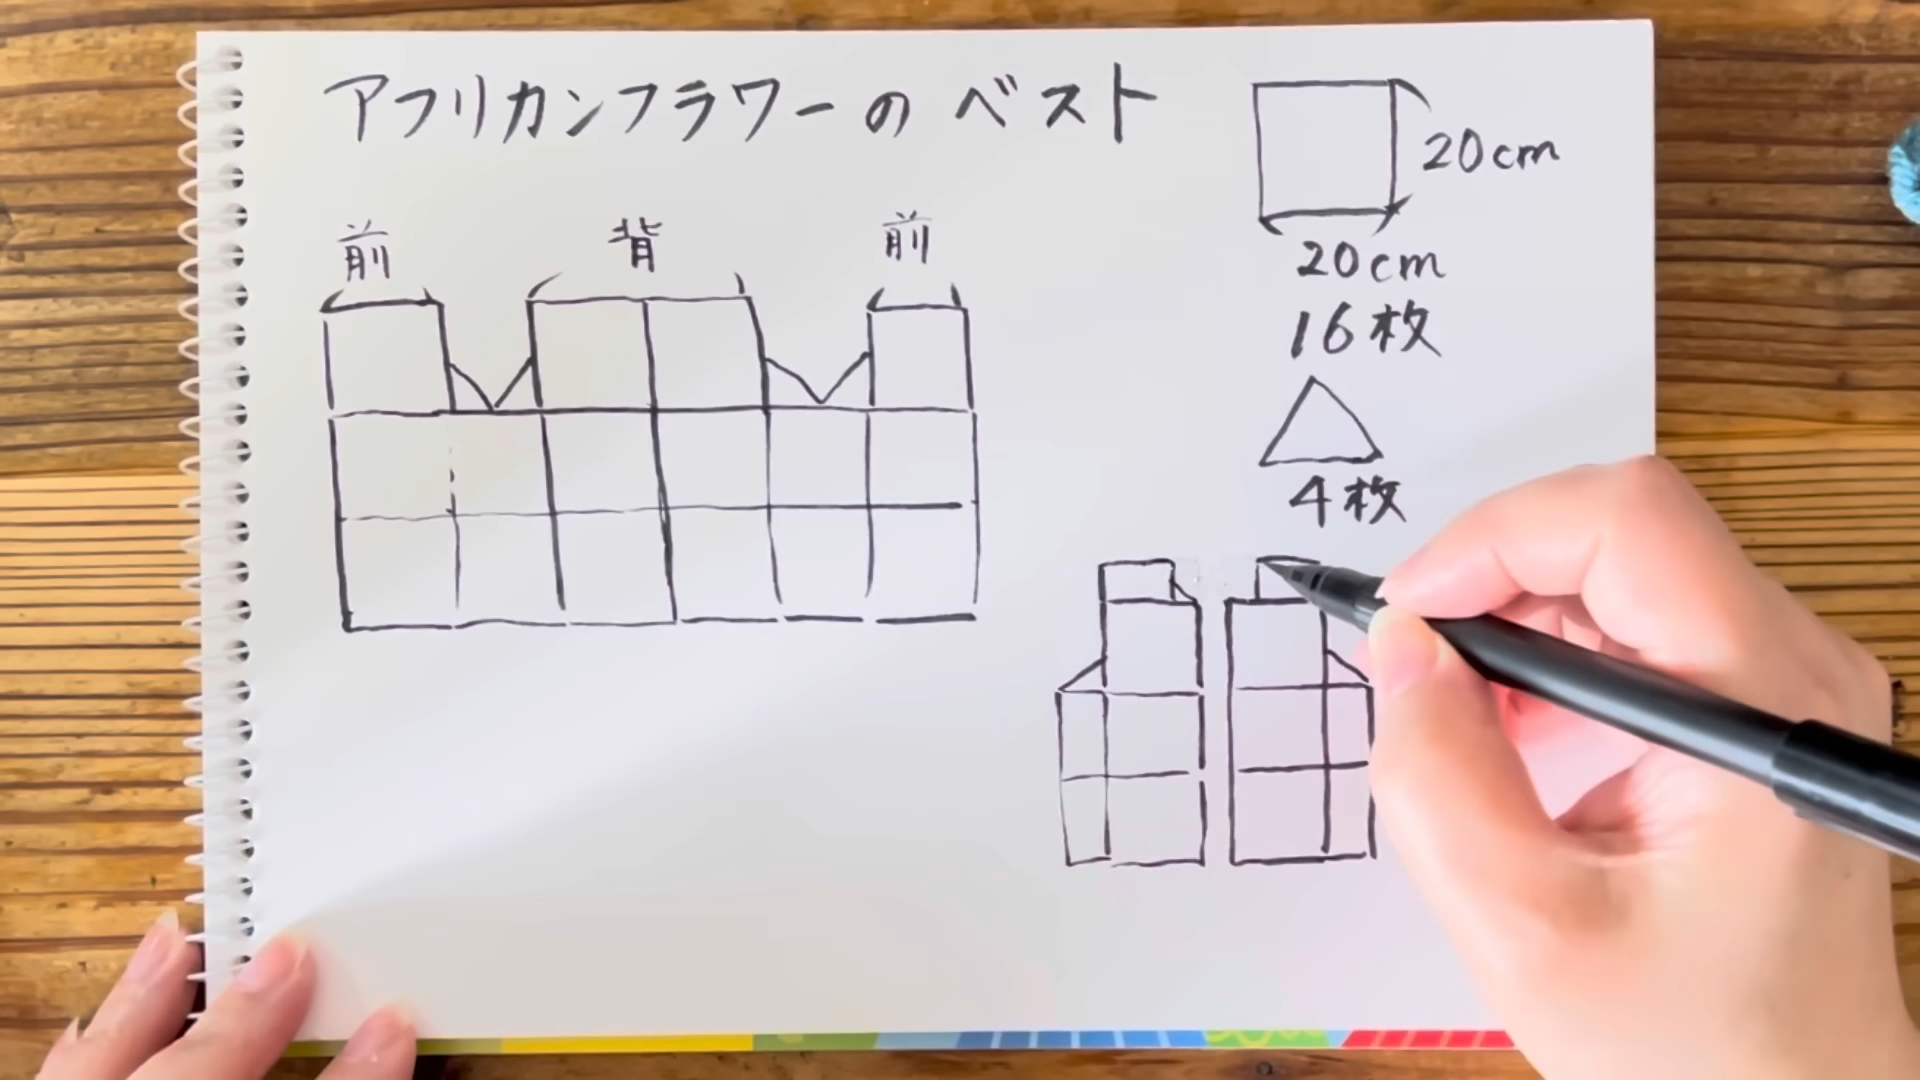 アフリカンフラワーの ベスト
前 背 前
20cm
20cm
16枚
4枚